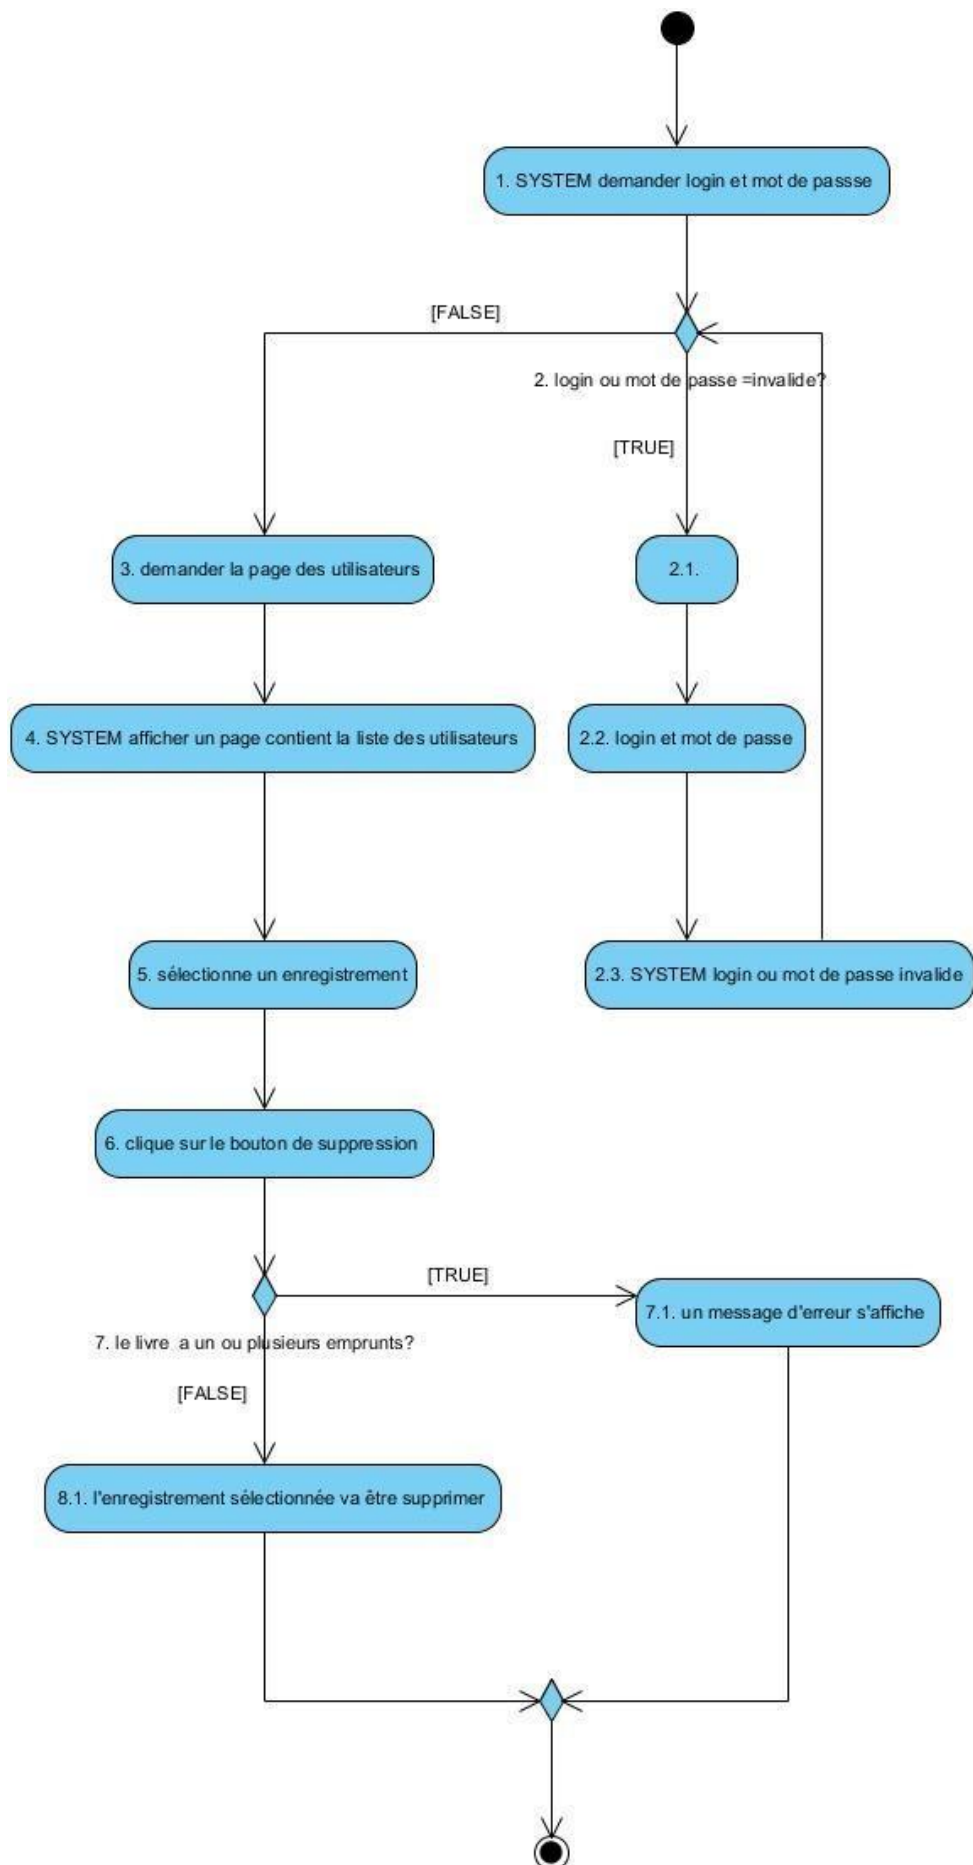 1. SYSTEM demander login et mot de passse
[FALSE]
2. login ou mot de passe =invalide?
[TRUE]
3. demander la page des utilisateurs
2.1.
4. SYSTEM afficher un page contient la liste des utilisateurs
2.2. login et mot de passe
5. sélectionne un enregistrement
2.3. SYSTEM login ou mot de passe invalide
6. clique sur le bouton de suppression
[TRUE]
7.1. un message d'erreur s'affiche
7. le livre  a un ou plusieurs emprunts?
[FALSE]
8.1. l'enregistrement sélectionnée va être supprimer